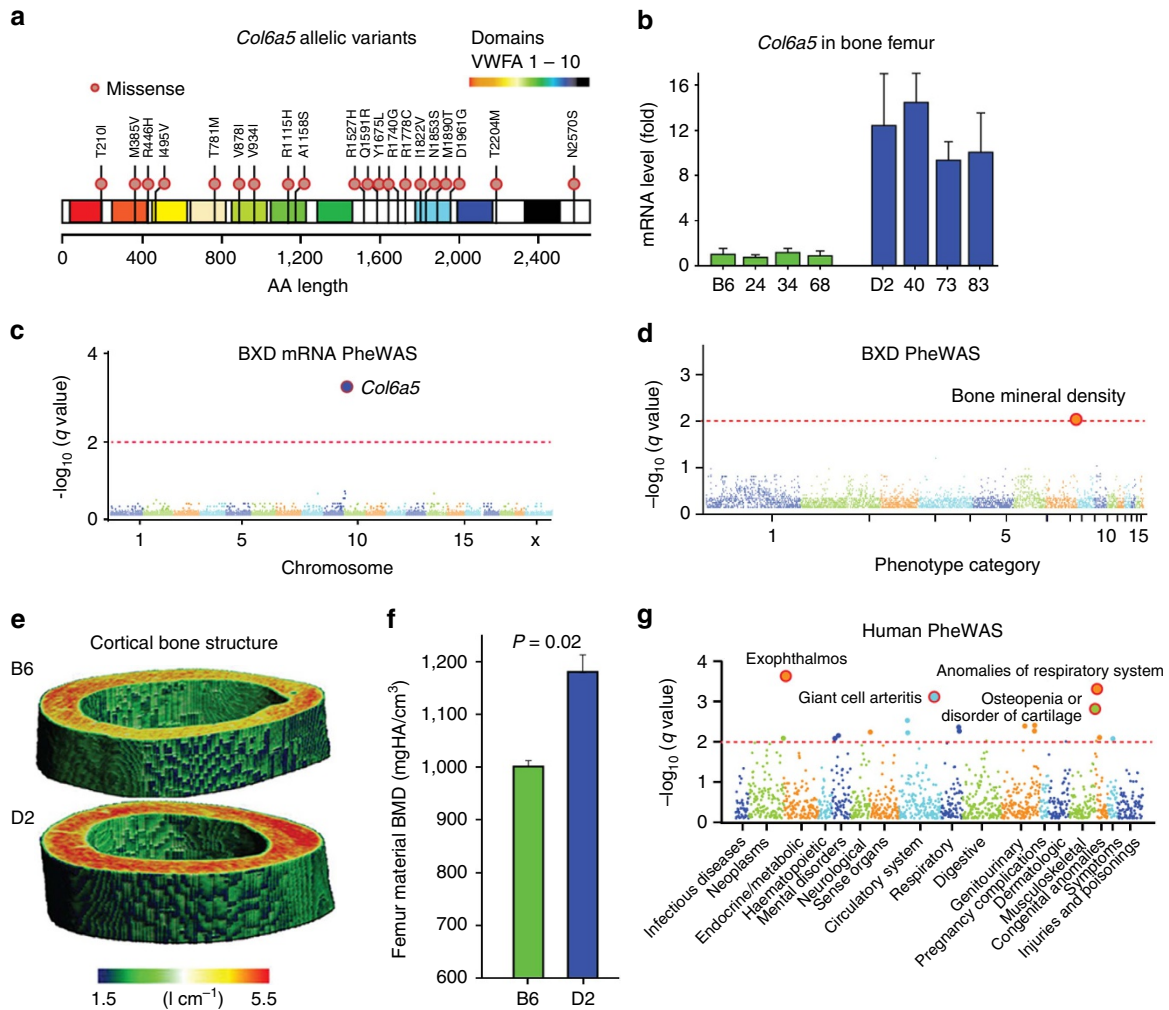 a
Col6a5 allelic variants
Domains
VWFA 1 – 10
Missense
T210I
M385V
R446H
I495V
T781M
V878I
V934I
R1115H
A1158S
R1527H
Q1591R
Y1675L
R1740G
R1778C
I1822V
N1853S
M1890T
D1961G
T2204M
N2570S
0 400 800 1,200 1,600 2,000 2,400
AA length
b
Col6a5 in bone femur
mRNA level (fold)
16
12
8
4
0
B6 24 34 68 D2 40 73 83
c
BXD mRNA PheWAS
-log10 (q value)
4
2
0
Col6a5
1 5 10 15 x
Chromosome
d
BXD PheWAS
–log10 (q value)
3
2
1
0
Bone mineral density
1 5 10 15
Phenotype category
e
Cortical bone structure
B6
D2
1.5 (l cm–1) 5.5
f
Femur material BMD (mgHA/cm3)
P = 0.02
1,200
1,100
1,000
900
800
700
600
B6 D2
g
Human PheWAS
–log10 (q value)
4
3
2
1
0
Exophthalmos
Giant cell arteritis
Anomalies of respiratory system
Osteopenia or
disorder of cartilage
Infectious diseases
Neoplasms
Endocrine/metabolic
Haematopoietic
Mental disorders
Neurological
Sense organs
Circulatory system
Respiratory
Digestive
Genitourinary
Pregnancy complications
Dermatologic
Musculoskeletal
Congenital anomalies
Symptoms
Injuries and poisonings